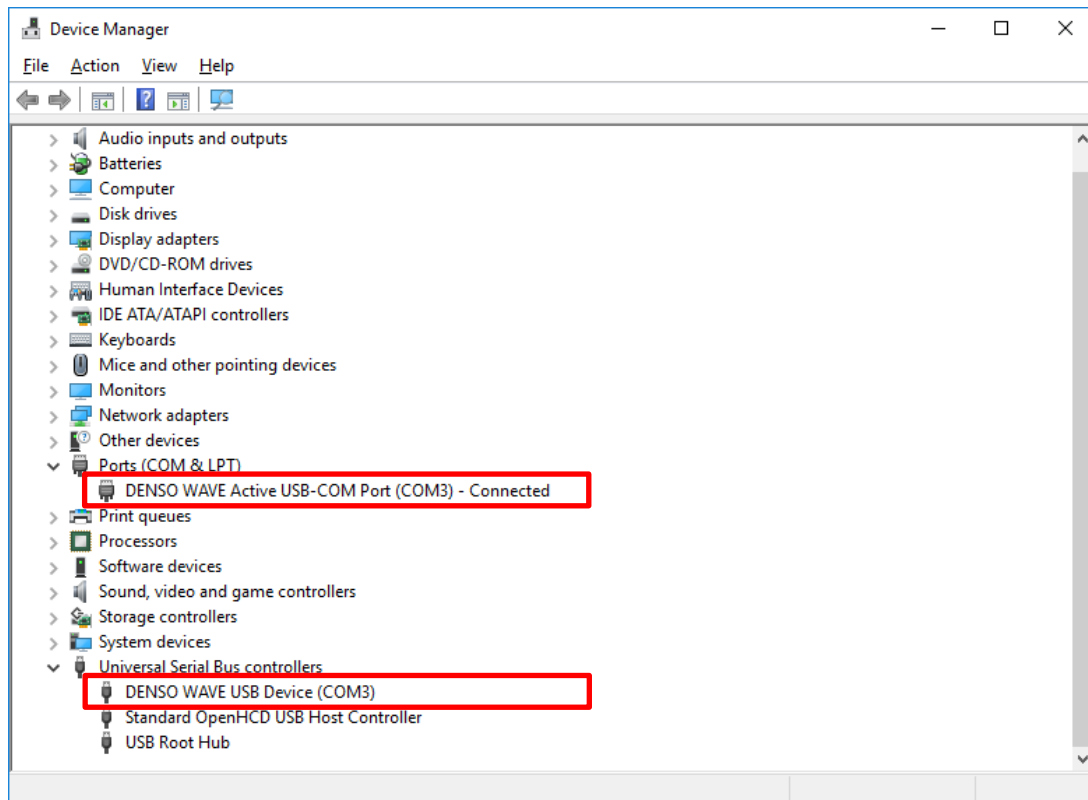 Device Manager
File Action View Help
Audio inputs and outputs
Batteries
Computer
Disk drives
Display adapters
DVD/CD-ROM drives
Human Interface Devices
IDE ATA/ATAPI controllers
Keyboards
Mice and other pointing devices
Monitors
Network adapters
Other devices
Ports (COM & LPT)
DENSO WAVE Active USB-COM Port (COM3) - Connected
Print queues
Processors
Software devices
Sound, video and game controllers
Storage controllers
System devices
Universal Serial Bus controllers
DENSO WAVE USB Device (COM3)
Standard OpenHCD USB Host Controller
USB Root Hub